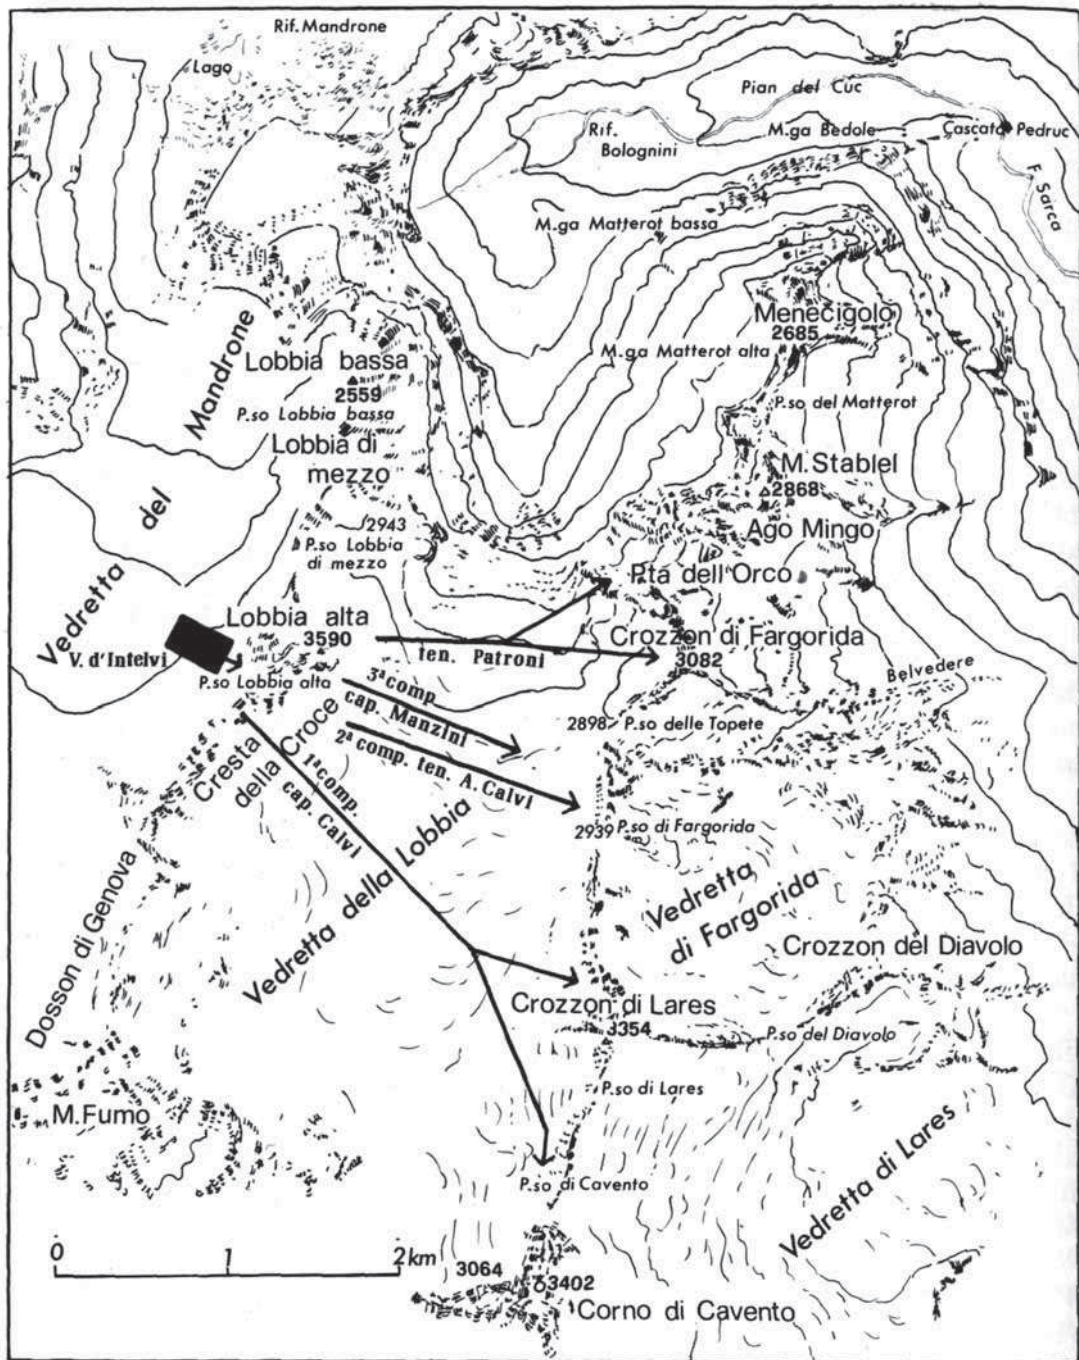 Rif. Mandrone
Lago
Pian del Cuc
Rif.
Bolognini
M.ga Bedole
Cascata Pedruc
F. Sarca
M.ga Matterot bassa
Mandrone
Menecigolo
2685
Lobbia bassa
2559
M.ga Matterot alta
P.so Lobbia bassa
P.so del Matterot
Lobbia di
mezzo
M. Stablel
2868
del
2943
P.so Lobbia
di mezzo
Ago Mingo
Vedretta
P.ta dell'Orco
Lobbia alta
3590
V. d'Intelvi
ten. Patroni
Crozzon di Fargorida
3082
P.so Lobbia alta
Belvedere
3ª comp
cap. Manzini
2898
P.so delle Topete
2ª comp. ten. A. Calvi
Cresta
della Croce
1ª comp.
cap. Calvi
2939
P.so di Fargorida
Vedretta della Lobbia
Vedretta
di Fargorida
Dosson di Genova
Crozzon del Diavolo
Crozzon di Lares
3354
P.so del Diavolo
P.so di Lares
M. Fumo
P.so di Cavento
Vedretta di Lares
0 1 2 km
3064
3402
Corno di Cavento